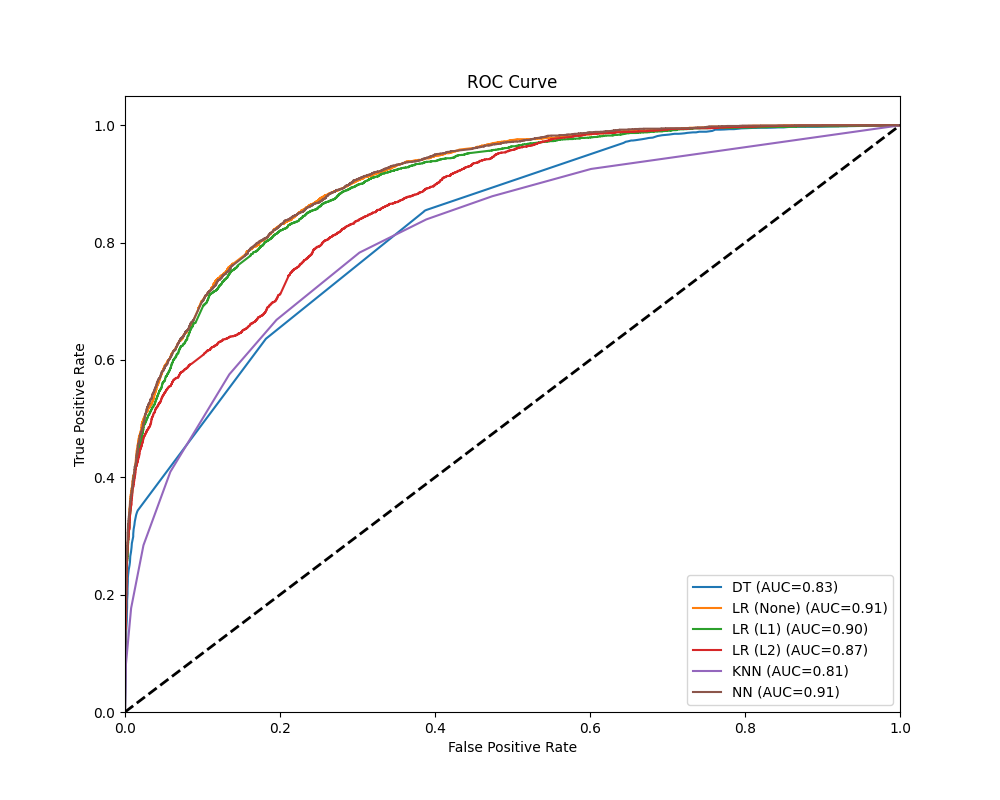 ROC Curve
True Positive Rate
1.0
0.8
0.6
0.4
0.2
0.0
0.0 0.2 0.4 0.6 0.8 1.0
False Positive Rate
DT (AUC=0.83)
LR (None) (AUC=0.91)
LR (L1) (AUC=0.90)
LR (L2) (AUC=0.87)
KNN (AUC=0.81)
NN (AUC=0.91)